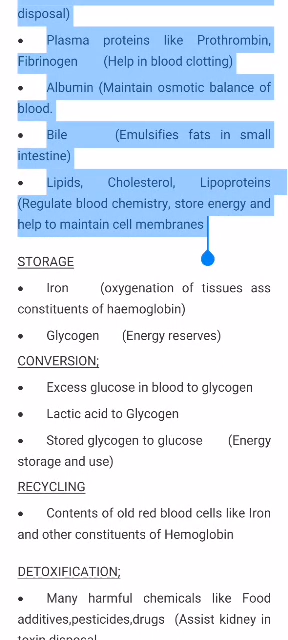 disposal)
• Plasma proteins like Prothrombin,
Fibrinogen (Help in blood clotting)
• Albumin (Maintain osmotic balance of
blood.
• Bile (Emulsifies fats in small
intestine)
• Lipids, Cholesterol, Lipoproteins
(Regulate blood chemistry, store energy and
help to maintain cell membranes
STORAGE
• Iron (oxygenation of tissues ass
constituents of haemoglobin)
• Glycogen (Energy reserves)
CONVERSION;
• Excess glucose in blood to glycogen
• Lactic acid to Glycogen
• Stored glycogen to glucose (Energy
storage and use)
RECYCLING
• Contents of old red blood cells like Iron
and other constituents of Hemoglobin
DETOXIFICATION;
• Many harmful chemicals like Food
additives,pesticides,drugs (Assist kidney in
toxin disposal